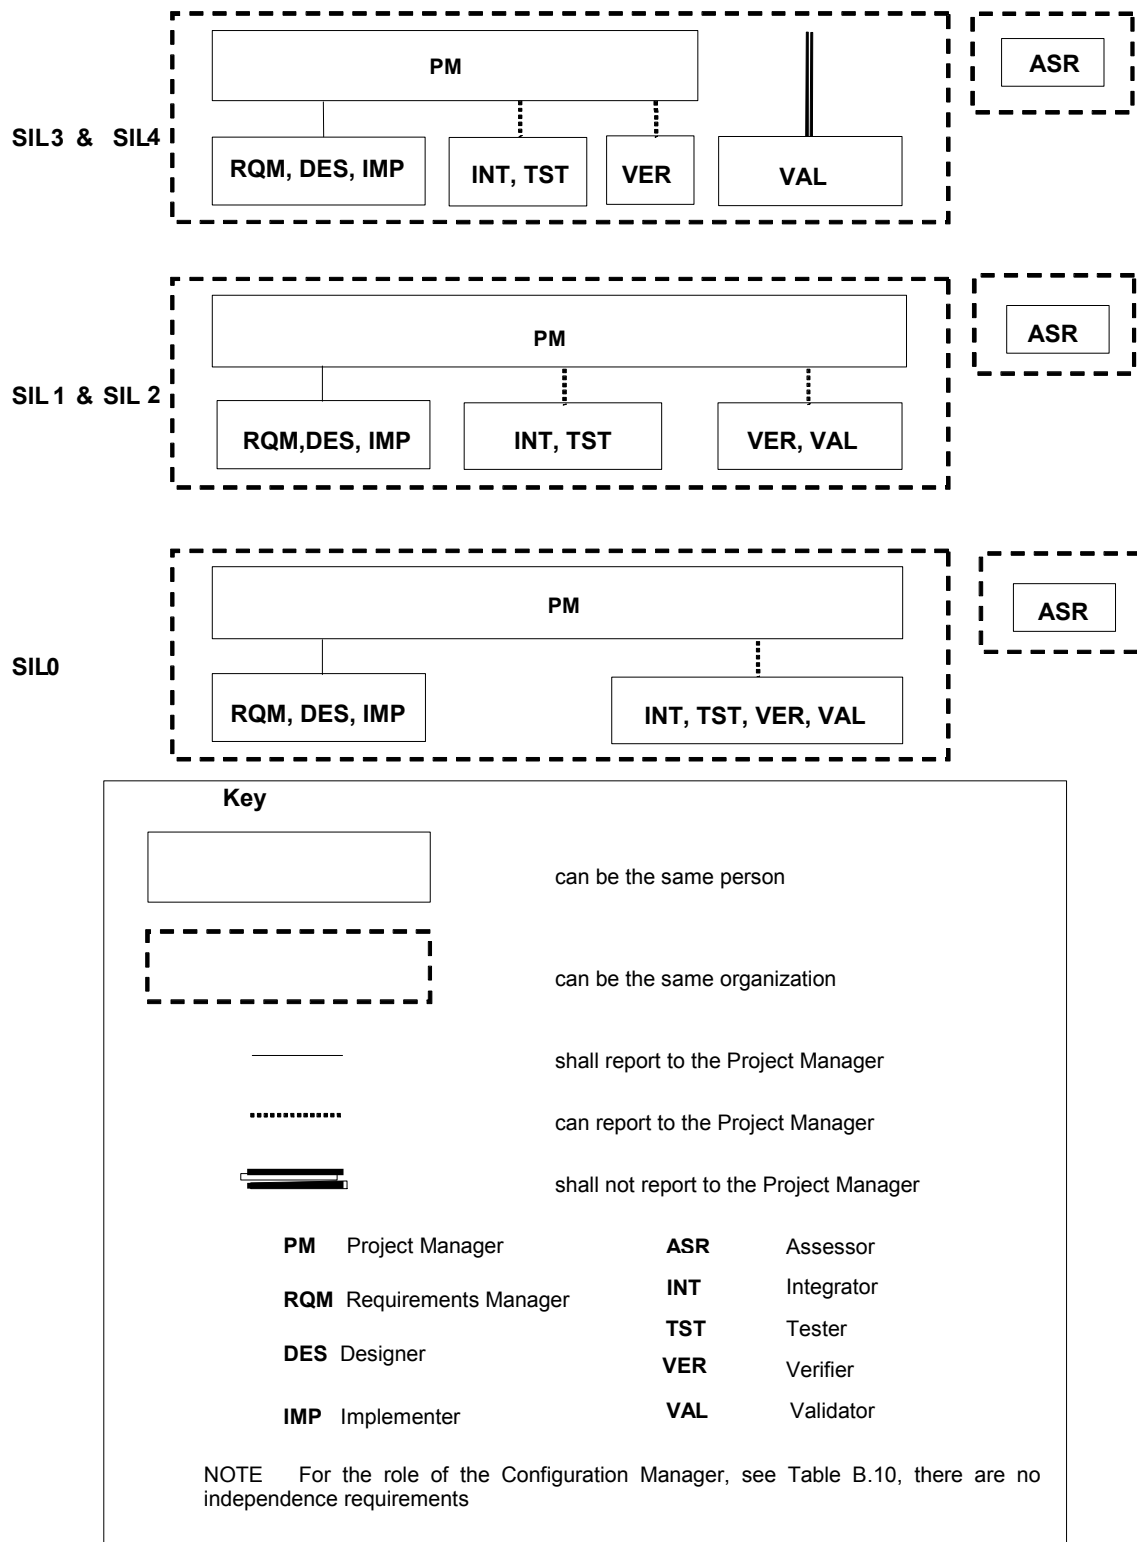 PM
ASR
SIL3 & SIL4
RQM, DES, IMP
INT, TST
VER
VAL
PM
ASR
SIL 1 & SIL 2
RQM,DES, IMP
INT, TST
VER, VAL
PM
ASR
SIL0
RQM, DES, IMP
INT, TST, VER, VAL
Key
can be the same person
can be the same organization
shall report to the Project Manager
can report to the Project Manager
shall not report to the Project Manager
PM Project Manager
ASR Assessor
RQM Requirements Manager
INT Integrator
TST Tester
DES Designer
VER Verifier
IMP Implementer
VAL Validator
NOTE For the role of the Configuration Manager, see Table B.10, there are no
independence requirements